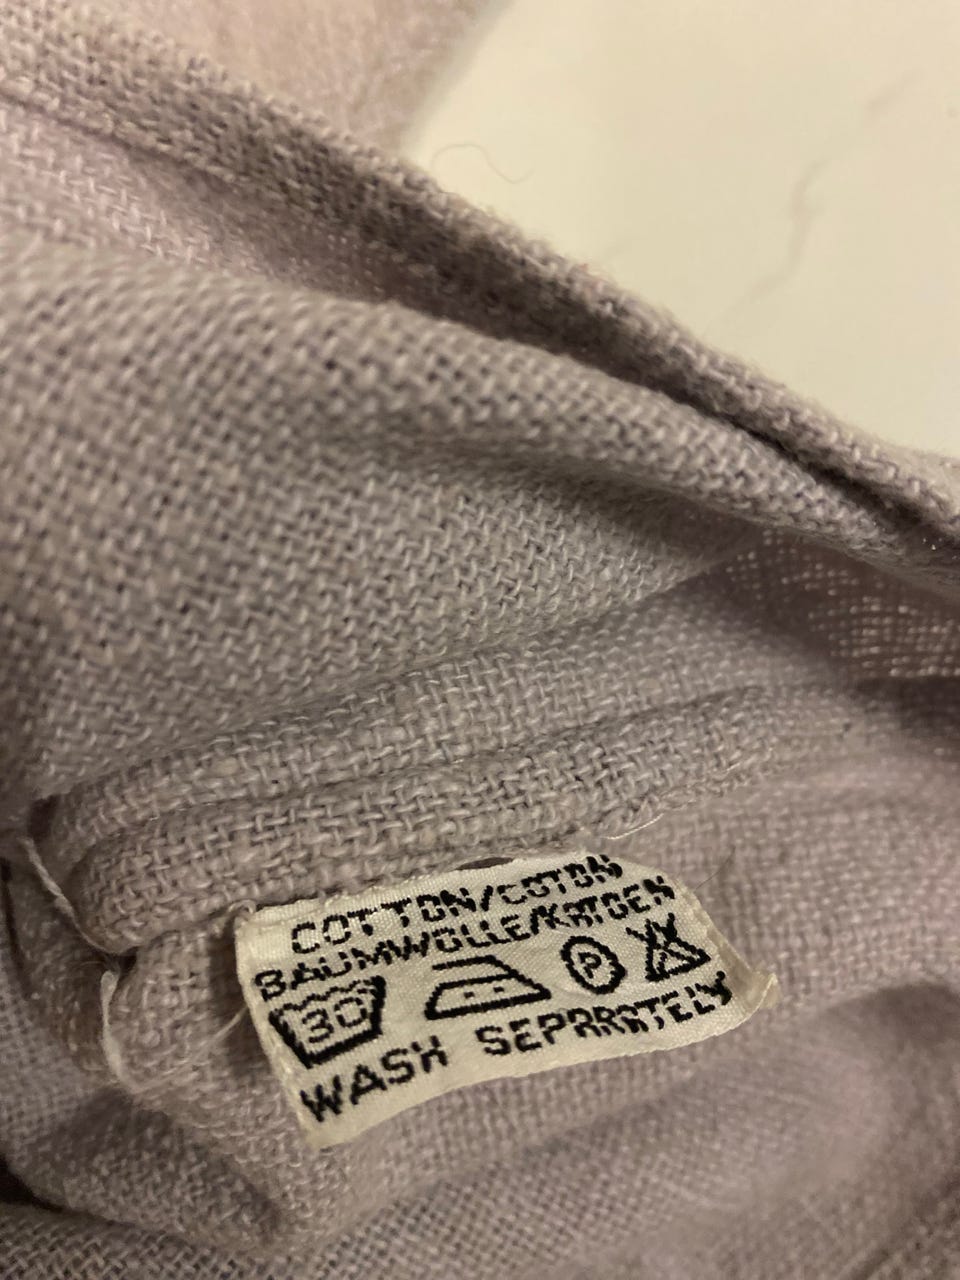 COTTON/COTON
BAUMWOLLE/KATOEN
30 P
WASH SEPARATELY